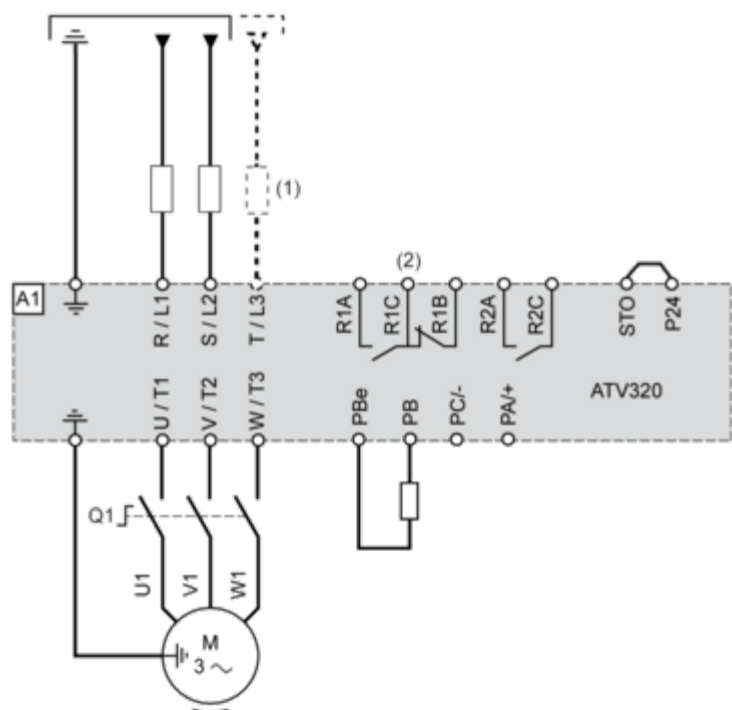 (1)
(2)
A1
R / L1
S / L2
T / L3
R1A
R1C
R1B
R2A
R2C
STO
P24
ATV320
U / T1
V / T2
W / T3
PBe
PB
PC/-
PA/+
Q1
U1
V1
W1
M
3 ~